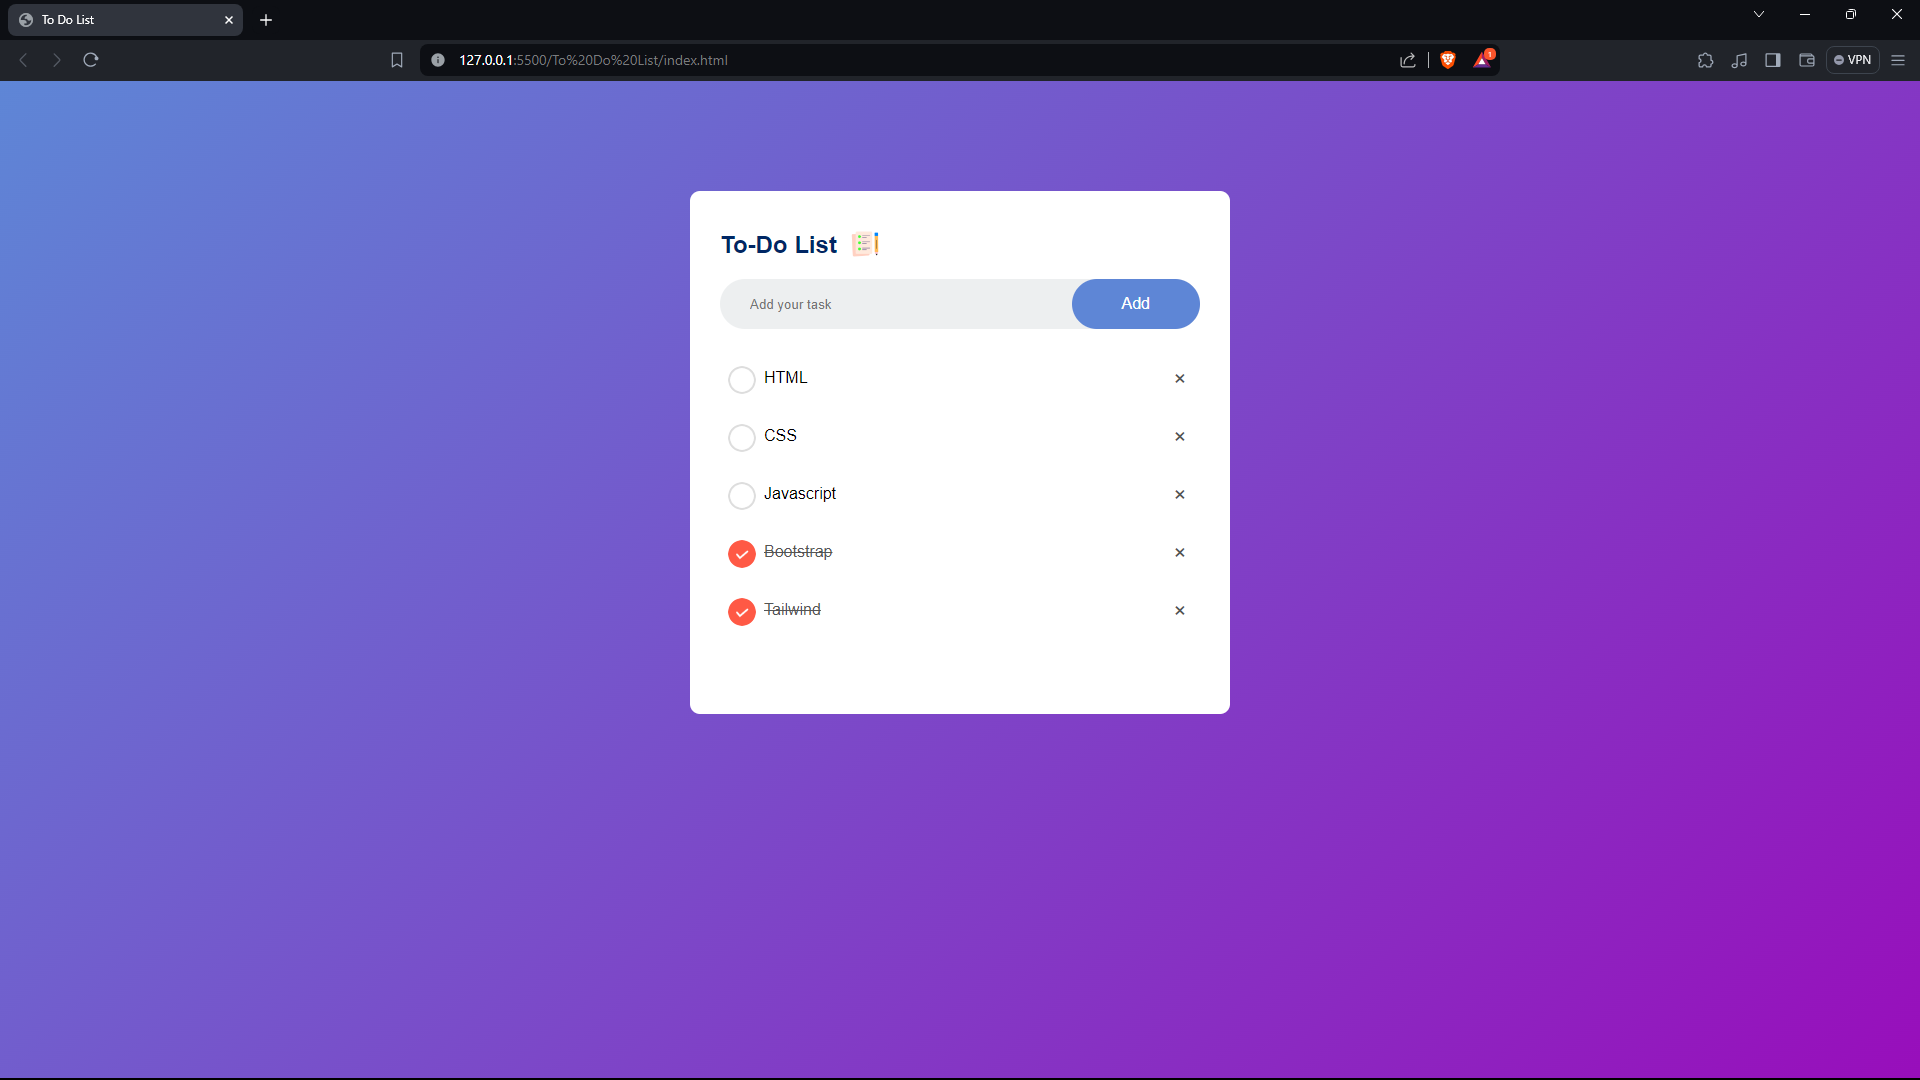 To Do List
127.0.0.1:5500/To%20Do%20List/index.html
1
VPN
To-Do List
Add your task
Add
HTML
CSS
Javascript
Bootstrap
Tailwind